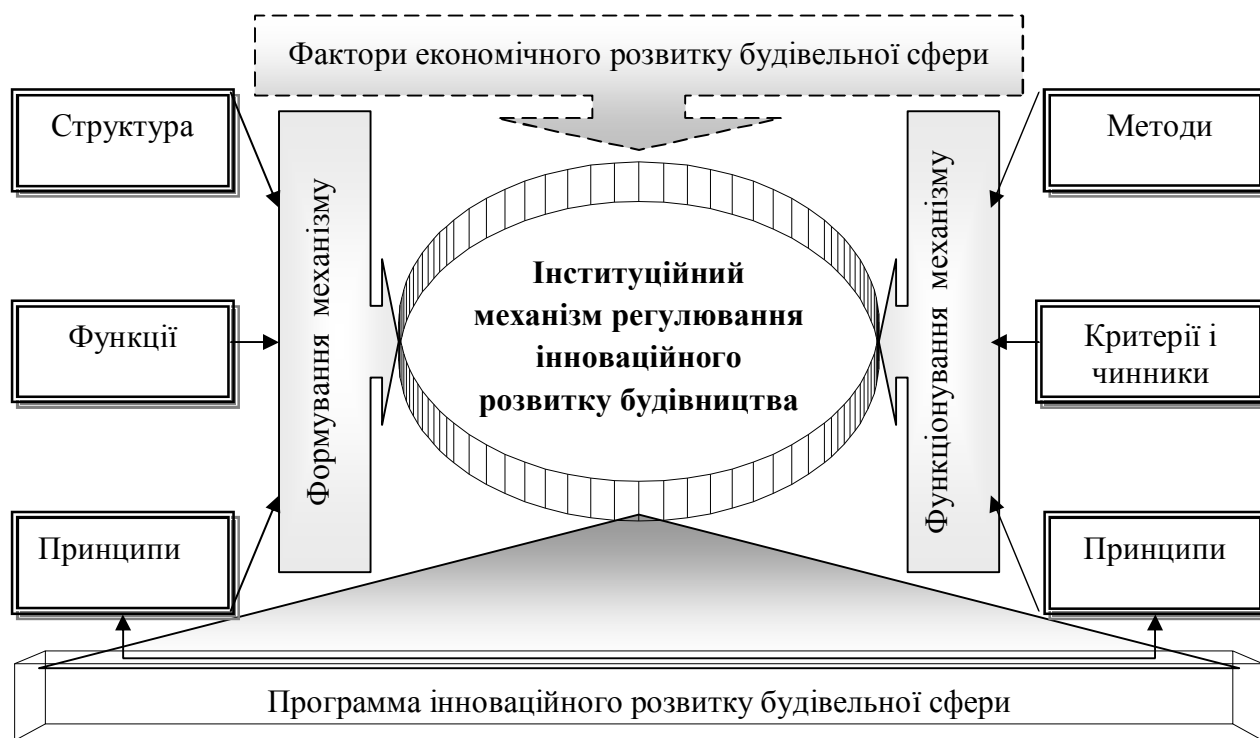 Фактори економічного розвитку будівельної сфери
Структура
Методи
Формування механізму
Функціонування механізму
Інституційний
механізм регулювання
інноваційного
розвитку будівництва
Функції
Критерії і
чинники
Принципи
Принципи
Программа інноваційного розвитку будівельної сфери